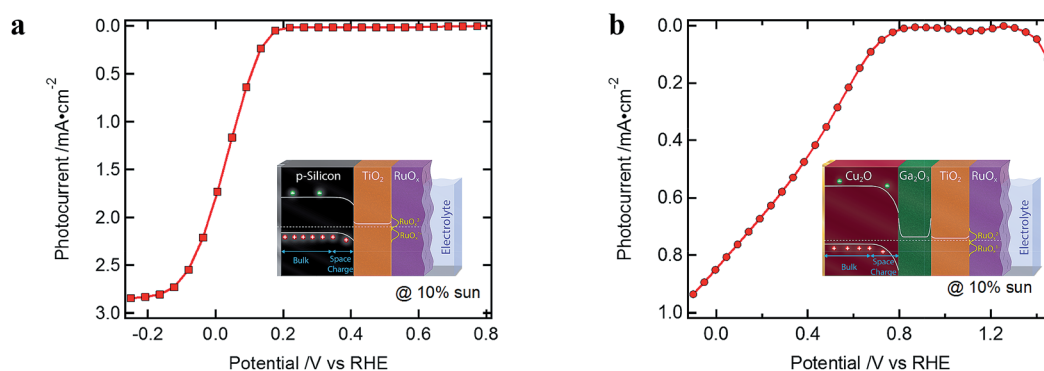 a
Photocurrent /mA•cm-2
0.0
0.5
1.0
1.5
2.0
2.5
3.0
-0.2
0.0
0.2
0.4
0.6
0.8
Potential /V vs RHE
p-Silicon
TiO2
RuOx
RuO2-
RuO2-
Electrolyte
Bulk
Space
Charge
@ 10% sun
b
Photocurrent /mA•cm-2
0.0
0.2
0.4
0.6
0.8
1.0
0.0
0.4
0.8
1.2
Potential /V vs RHE
Cu2O
Ga2O3
TiO2
RuOx
Electrolyte
Bulk
Space
Charge
@ 10% sun